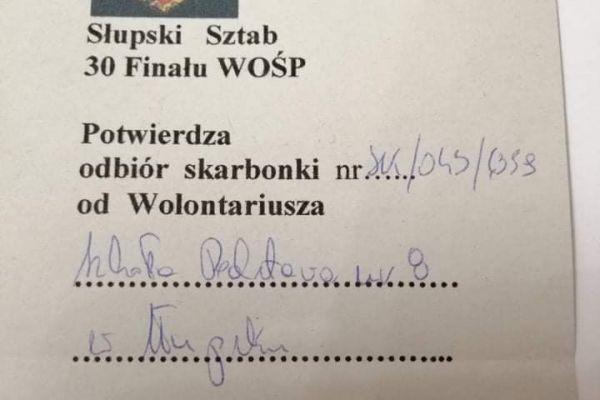 Słupski Sztab
30 Finału WOŚP
Potwierdza
odbiór skarbonki nr......
od Wolontariusza
Szkoła Podstawowa nr 8
w Słupsku